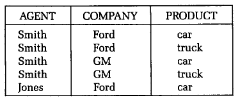 AGENT COMPANY PRODUCT
Smith Ford car
Smith Ford truck
Smith GM car
Smith GM truck
Jones Ford car